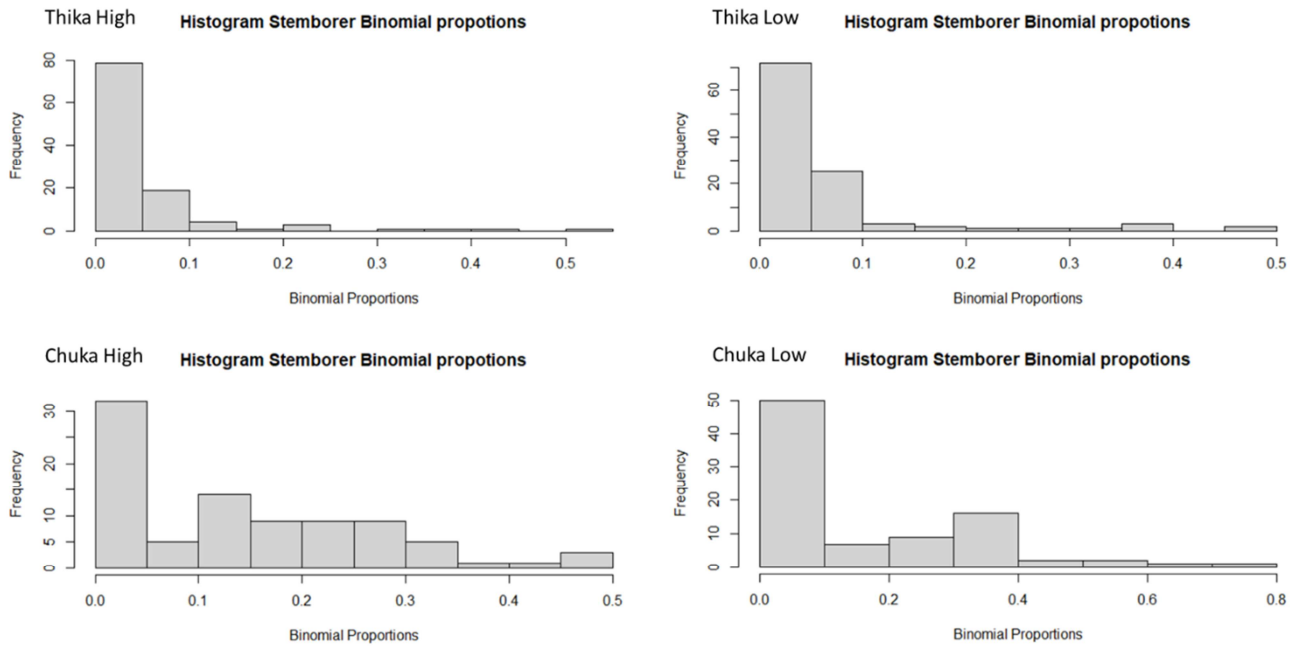 Thika High
Histogram Stemborer Binomial propotions
Frequency
80
60
40
20
0
0.0 0.1 0.2 0.3 0.4 0.5
Binomial Proportions
Thika Low
Histogram Stemborer Binomial propotions
Frequency
60
40
20
0
0.0 0.1 0.2 0.3 0.4 0.5
Binomial Proportions
Chuka High
Histogram Stemborer Binomial propotions
Frequency
30
20
10
5
0
0.0 0.1 0.2 0.3 0.4 0.5
Binomial Proportions
Chuka Low
Histogram Stemborer Binomial propotions
Frequency
50
40
30
20
10
0
0.0 0.2 0.4 0.6 0.8
Binomial Proportions